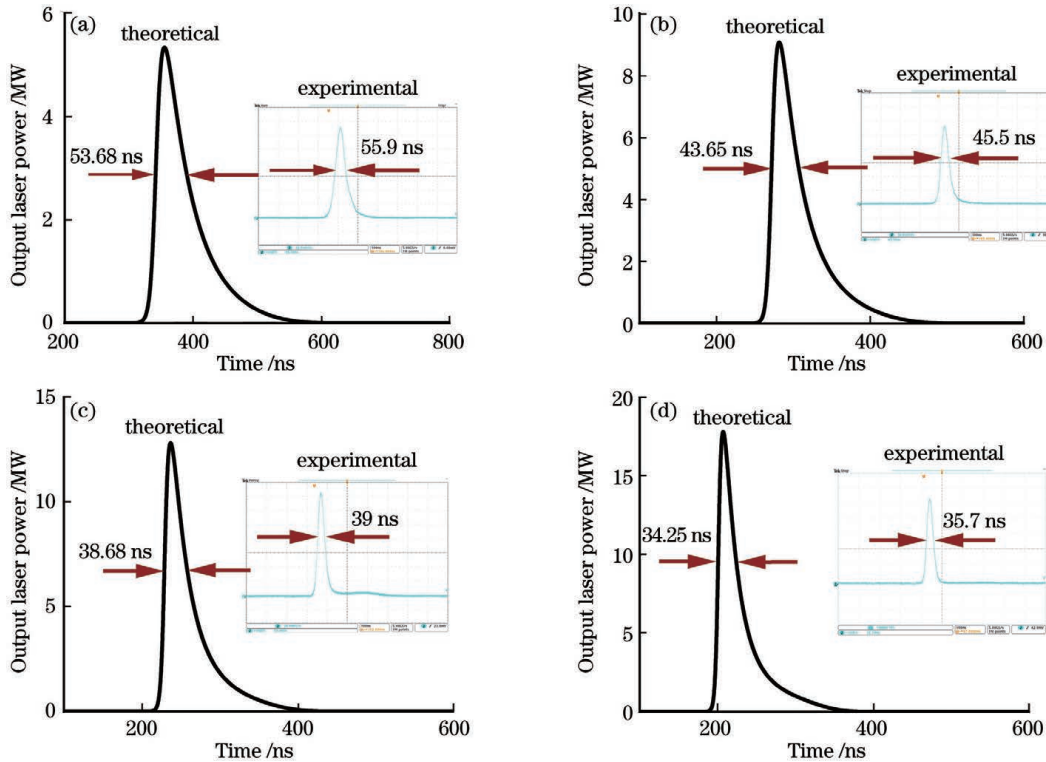 (a)
theoretical
experimental
53.68 ns
55.9 ns
Output laser power /MW
6
4
2
0
200
400
600
800
Time /ns
(b)
theoretical
experimental
43.65 ns
45.5 ns
Output laser power /MW
10
8
6
4
2
0
200
400
600
Time /ns
(c)
theoretical
experimental
38.68 ns
39 ns
Output laser power /MW
15
10
5
0
200
400
600
Time /ns
(d)
theoretical
experimental
34.25 ns
35.7 ns
Output laser power /MW
20
15
10
5
0
200
400
600
Time /ns